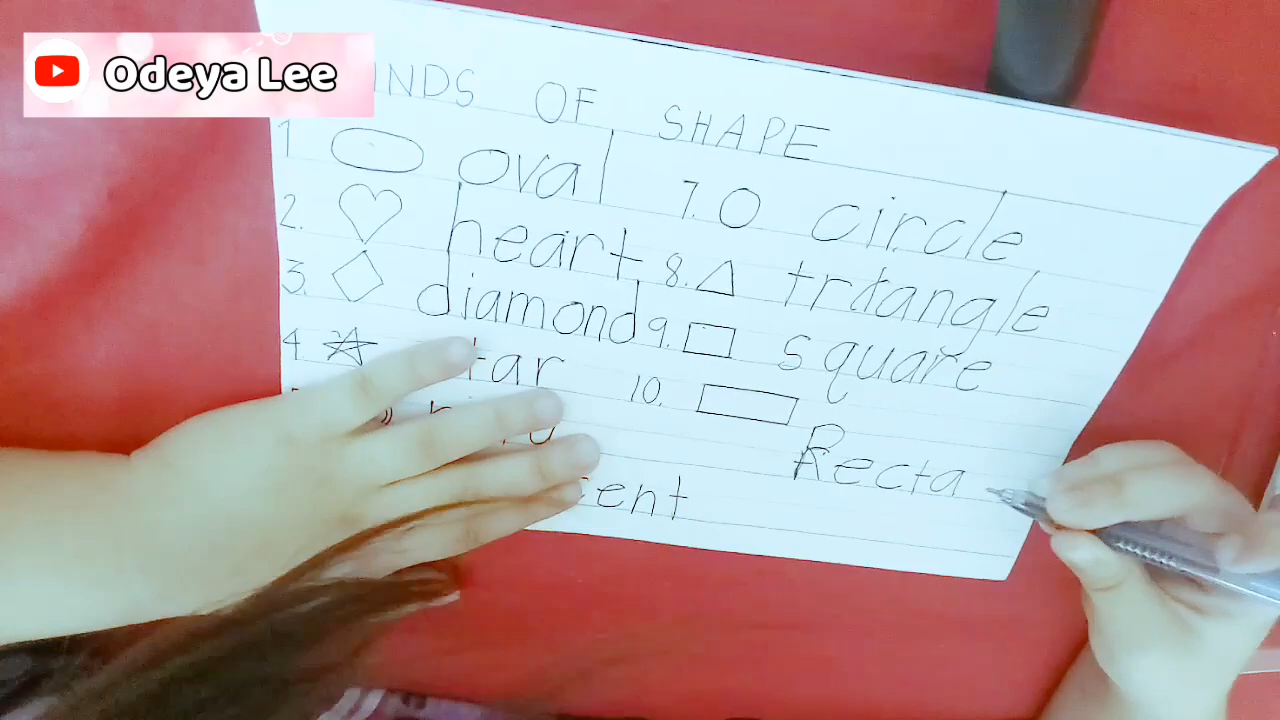 Odeya Lee
INDS OF SHAPE
1 oval
2. heart
3. diamond
4 tar
cent
7. circle
8. trıangle
9. square
10.
Recta